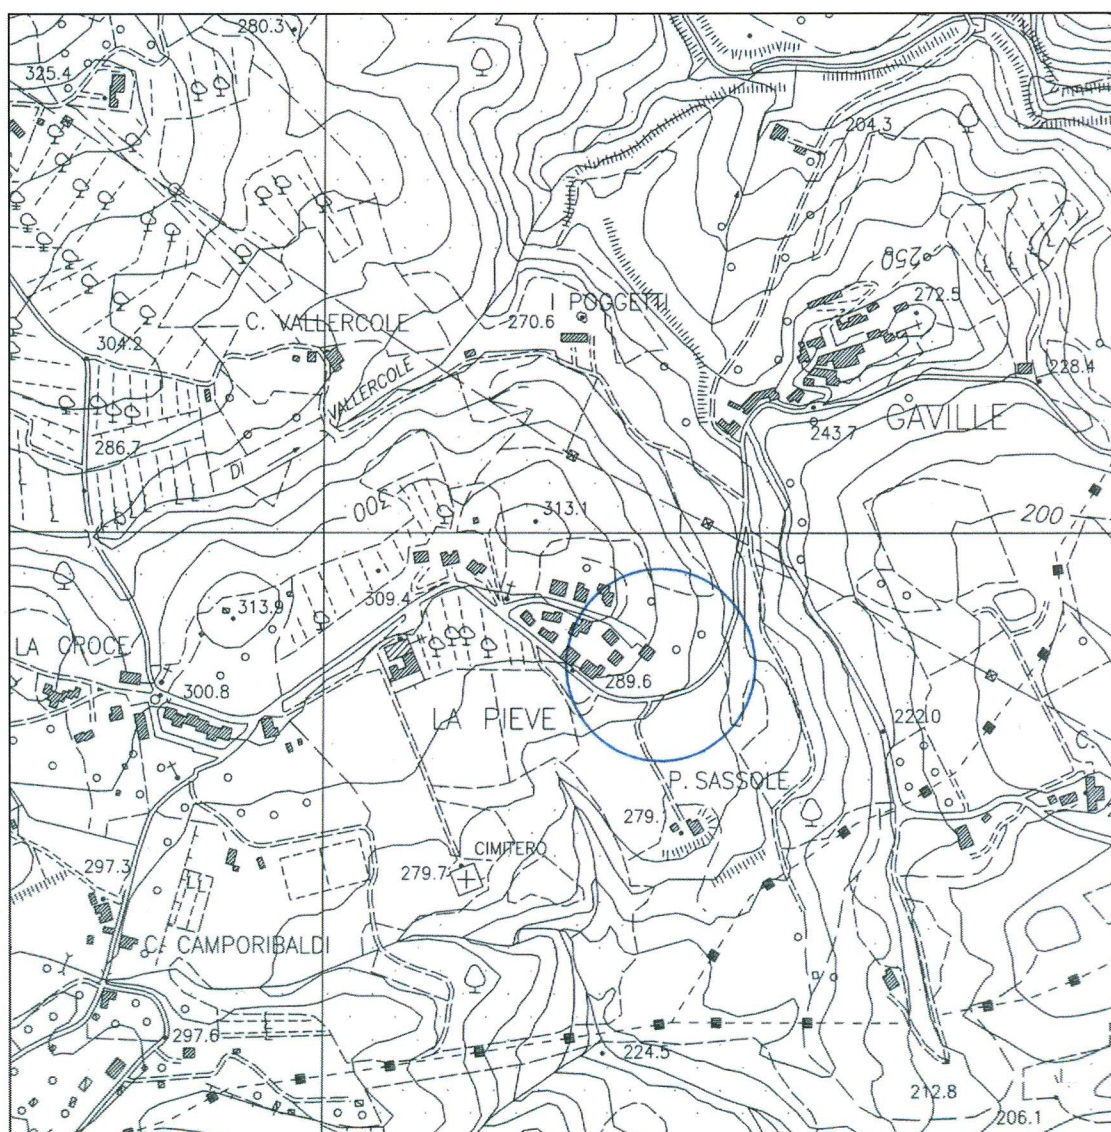 280.3
325.4
204.3
250
272.5
I POGGETTI
270.6
C. VALLERCOLE
304.2
VALLERCOLE
228.4
GAVILLE
243.7
286.7
DI
300
313.1
200
309.4
313.9
LA CROCE
289.6
300.8
LA PIEVE
222.0
C.
P. SASSOLE
279.
CIMITERO
279.7
297.3
C. CAMPORIBALDI
297.6
224.5
212.8
206.1